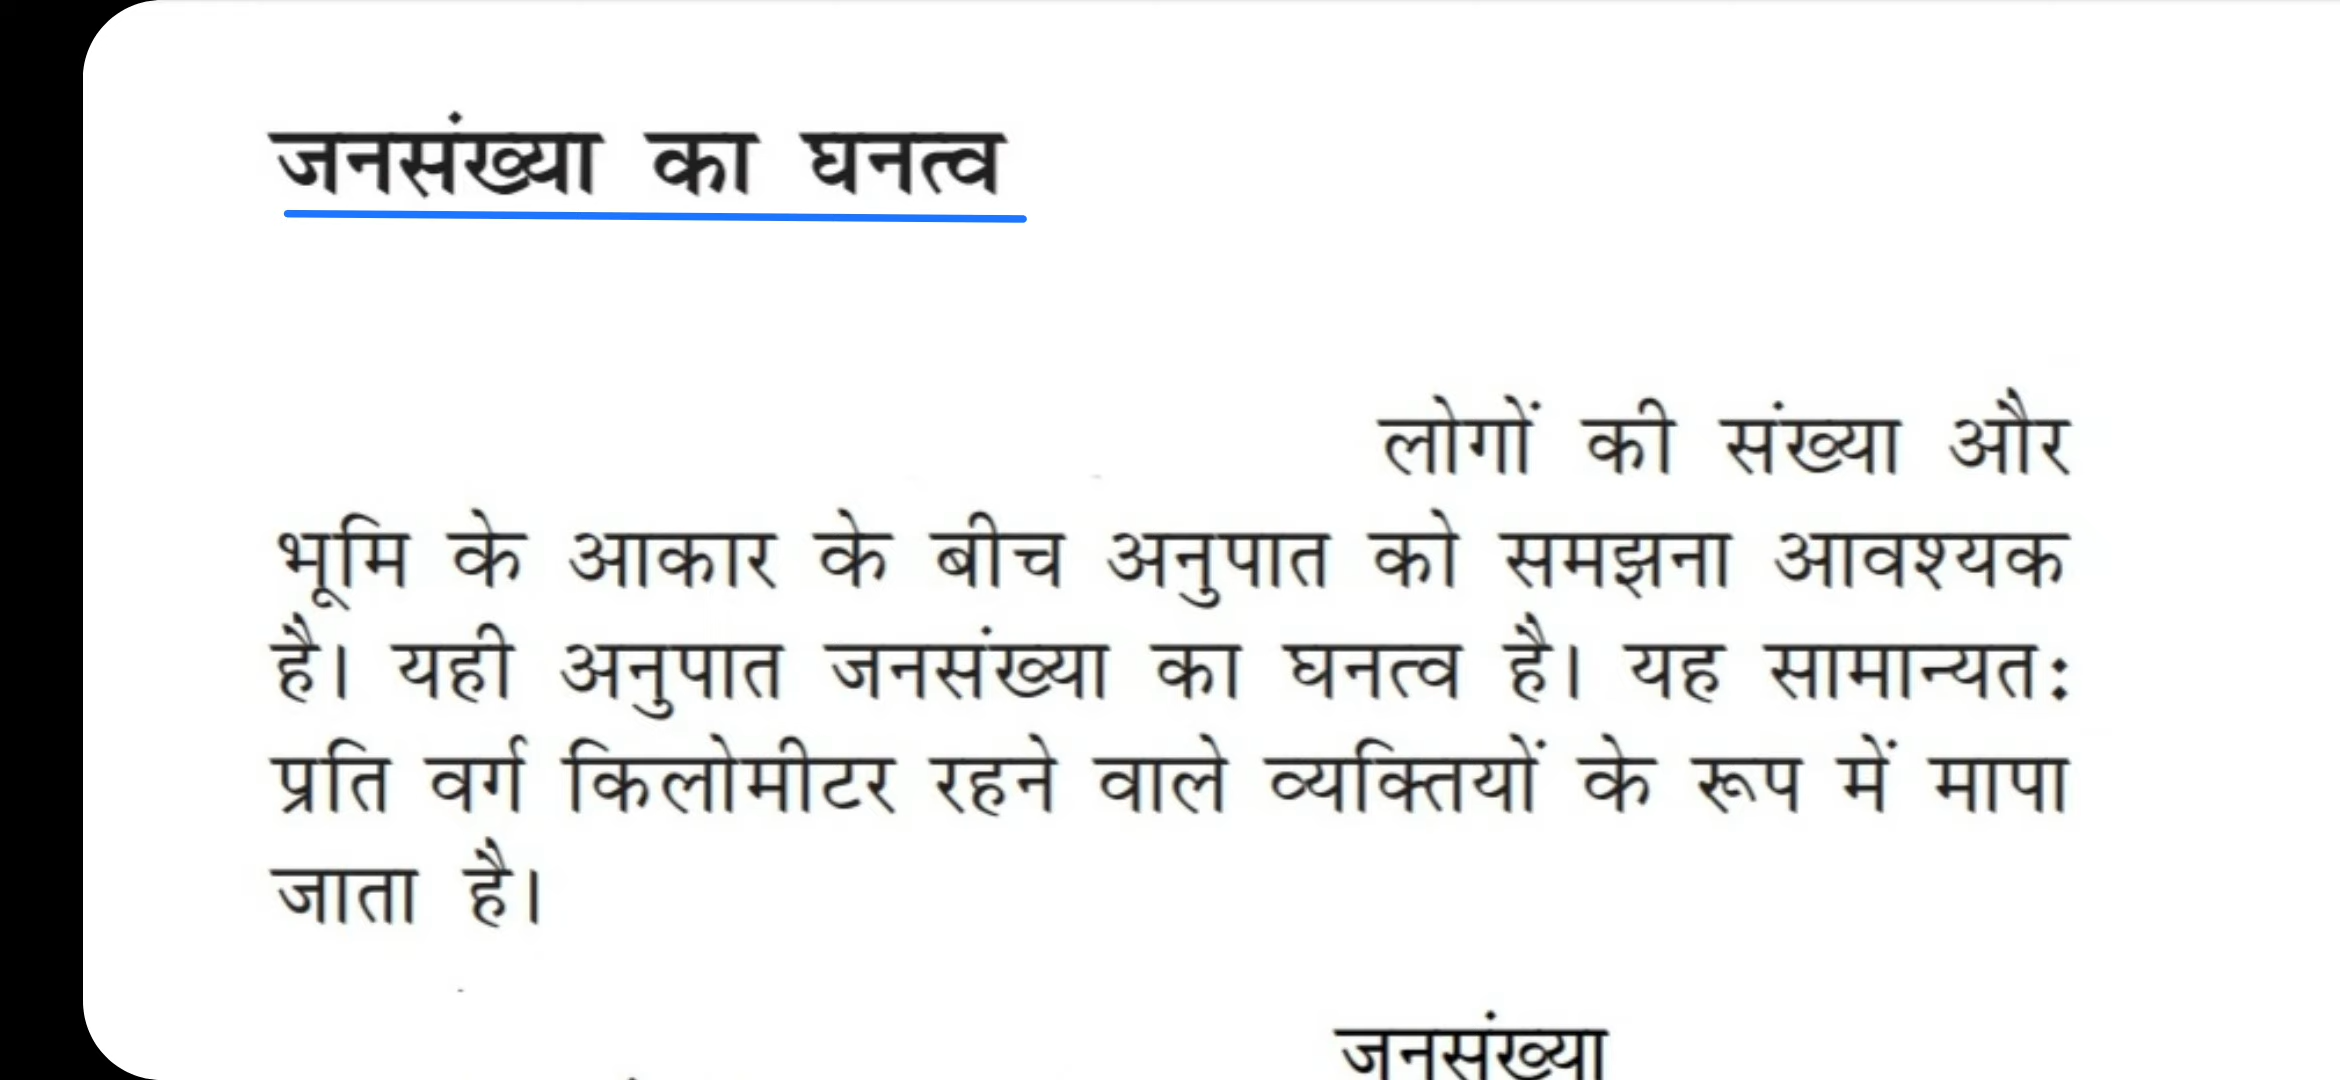 जनसंख्या का घनत्व
लोगों की संख्या और
भूमि के आकार के बीच अनुपात को समझना आवश्यक
है। यही अनुपात जनसंख्या का घनत्व है। यह सामान्यतः
प्रति वर्ग किलोमीटर रहने वाले व्यक्तियों के रूप में मापा
जाता है।
जनसंख्या